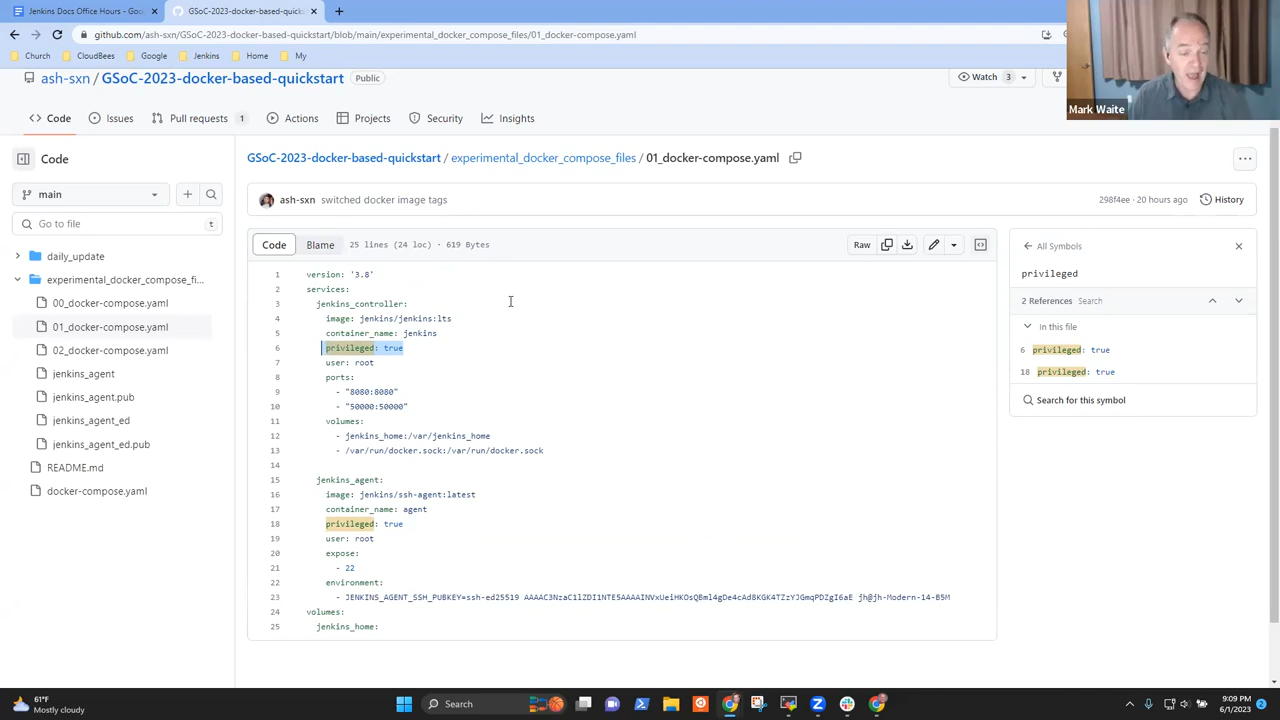 Jenkins Docs Office Hours - Goog
ash-sxn/GSoC-2023-docker-based-quickstart
github.com/ash-sxn/GSoC-2023-docker-based-quickstart/blob/main/experimental_docker_compose_files/01_docker-compose.yaml
Church
CloudBees
Google
Jenkins
Home
My
Mark Waite
ash-sxn / GSoC-2023-docker-based-quickstart Public
Watch 3
Code
Issues
Pull requests 1
Actions
Projects
Security
Insights
Code
main
Go to file t
daily_update
experimental_docker_compose_fi...
00_docker-compose.yaml
01_docker-compose.yaml
02_docker-compose.yaml
jenkins_agent
jenkins_agent.pub
jenkins_agent_ed
jenkins_agent_ed.pub
README.md
docker-compose.yaml
GSoC-2023-docker-based-quickstart / experimental_docker_compose_files / 01_docker-compose.yaml
ash-sxn switched docker image tags
298f4ee · 20 hours ago
History
Code
Blame
25 lines (24 loc) · 619 Bytes
Raw
1 version: '3.8'
2 services:
3 jenkins_controller:
4 image: jenkins/jenkins:lts
5 container_name: jenkins
6 privileged: true
7 user: root
8 ports:
9 - "8080:8080"
10 - "50000:50000"
11 volumes:
12 - jenkins_home:/var/jenkins_home
13 - /var/run/docker.sock:/var/run/docker.sock
14
15 jenkins_agent:
16 image: jenkins/ssh-agent:latest
17 container_name: agent
18 privileged: true
19 user: root
20 expose:
21 - 22
22 environment:
23 - JENKINS_AGENT_SSH_PUBKEY=ssh-ed25519 jh@jh-Modern-14-B5M
24 volumes:
25 jenkins_home:
All Symbols
privileged
2 References Search
In this file
6 privileged: true
18 privileged: true
Search for this symbol
61°F
Mostly cloudy
Search
9:09 PM
6/1/2023
2